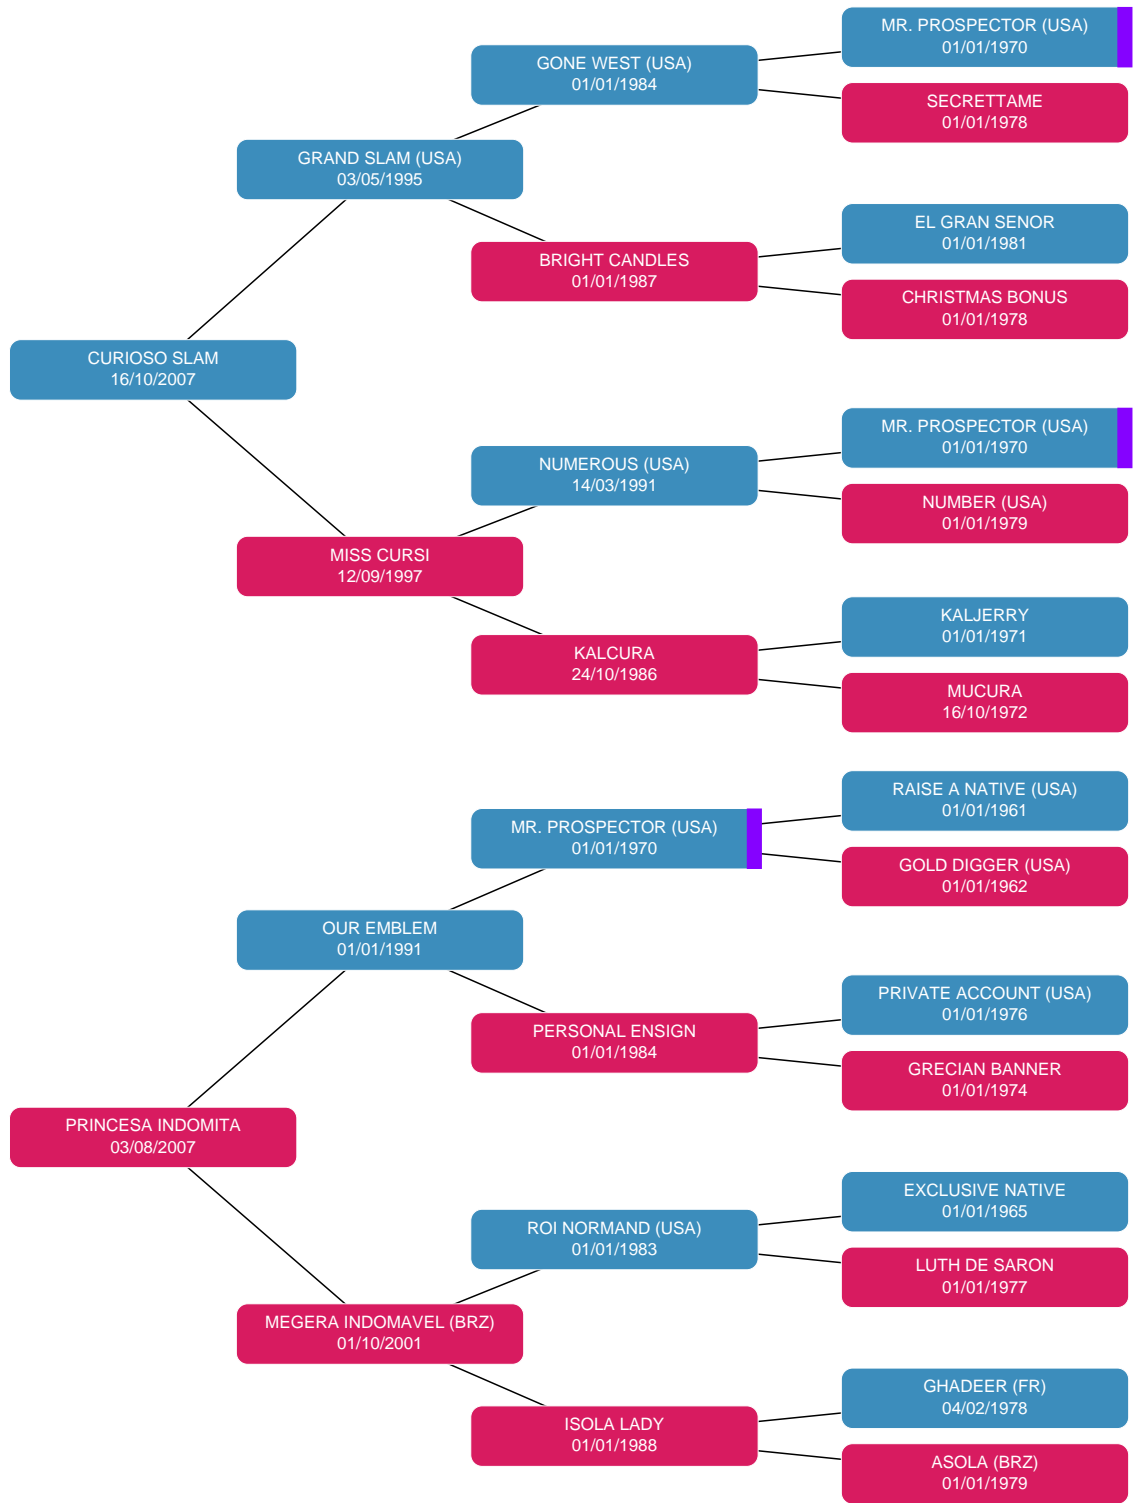 MR. PROSPECTOR (USA)
01/01/1970
GONE WEST (USA)
01/01/1984
SECRETTAME
01/01/1978
GRAND SLAM (USA)
03/05/1995
EL GRAN SENOR
01/01/1981
BRIGHT CANDLES
01/01/1987
CHRISTMAS BONUS
01/01/1978
CURIOSO SLAM
16/10/2007
MR. PROSPECTOR (USA)
01/01/1970
NUMEROUS (USA)
14/03/1991
NUMBER (USA)
01/01/1979
MISS CURSI
12/09/1997
KALJERRY
01/01/1971
KALCURA
24/10/1986
MUCURA
16/10/1972
RAISE A NATIVE (USA)
01/01/1961
MR. PROSPECTOR (USA)
01/01/1970
GOLD DIGGER (USA)
01/01/1962
OUR EMBLEM
01/01/1991
PRIVATE ACCOUNT (USA)
01/01/1976
PERSONAL ENSIGN
01/01/1984
GRECIAN BANNER
01/01/1974
PRINCESA INDOMITA
03/08/2007
EXCLUSIVE NATIVE
01/01/1965
ROI NORMAND (USA)
01/01/1983
LUTH DE SARON
01/01/1977
MEGERA INDOMAVEL (BRZ)
01/10/2001
GHADEER (FR)
04/02/1978
ISOLA LADY
01/01/1988
ASOLA (BRZ)
01/01/1979